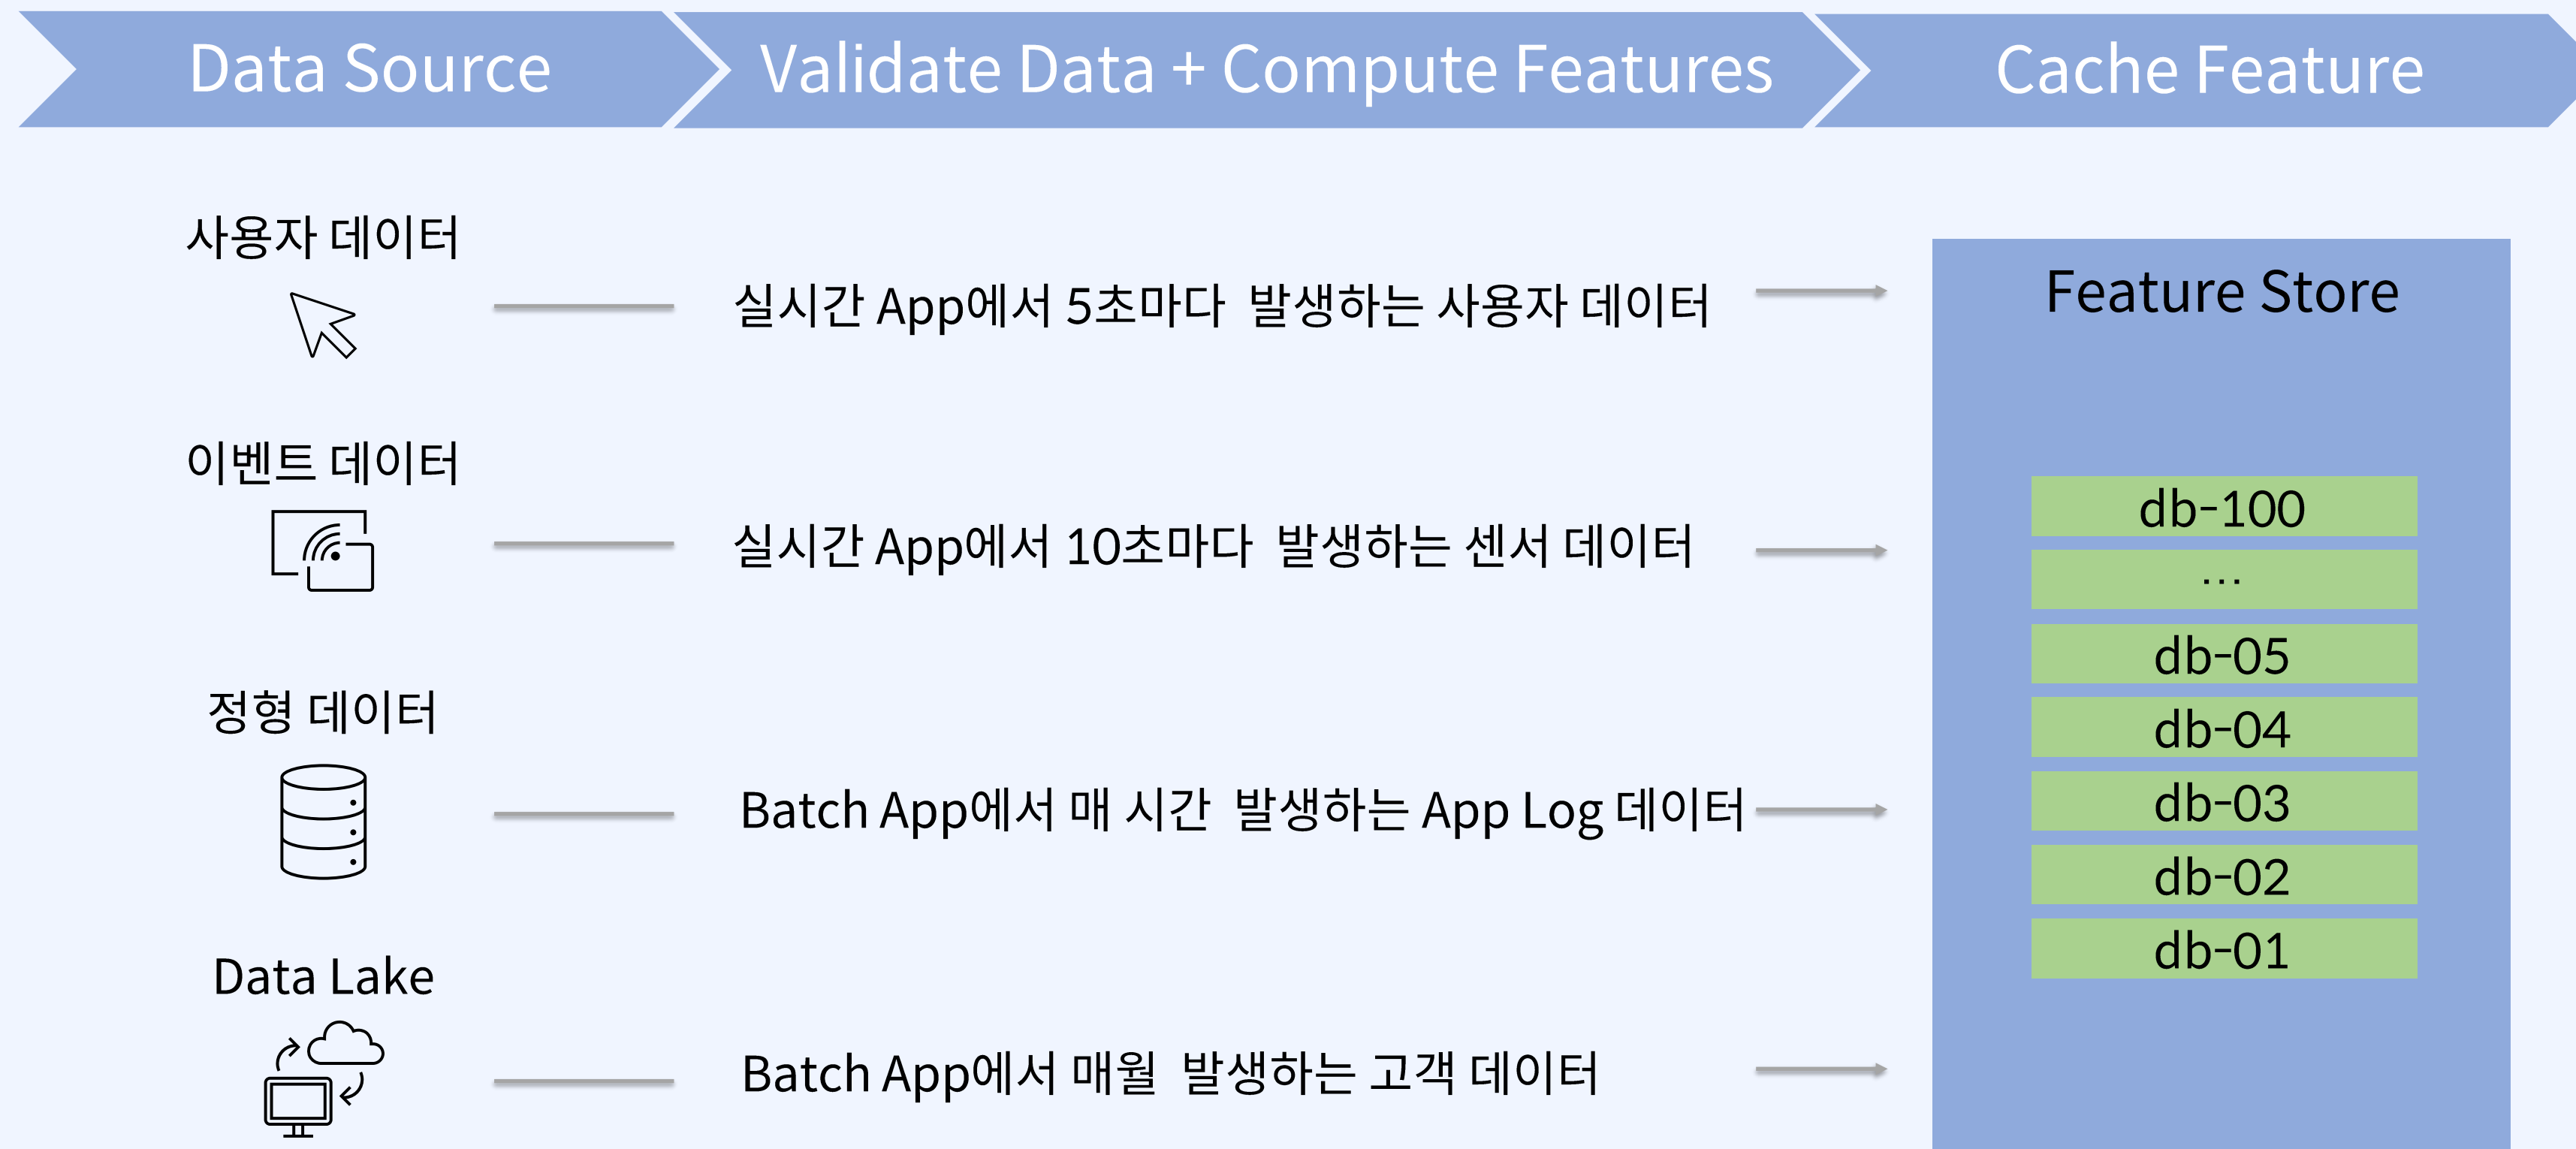 Data Source
Validate Data + Compute Features
Cache Feature
사용자 데이터
실시간 App에서 5초마다 발생하는 사용자 데이터
이벤트 데이터
실시간 App에서 10초마다 발생하는 센서 데이터
정형 데이터
Batch App에서 매 시간 발생하는 App Log 데이터
Data Lake
Batch App에서 매월 발생하는 고객 데이터
Feature Store
db-100
...
db-05
db-04
db-03
db-02
db-01